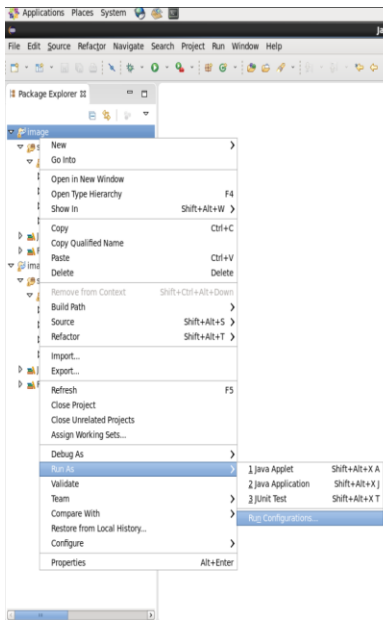 Applications Places System
Ja
File Edit Source Refactor Navigate Search Project Run Window Help
Package Explorer
image
New
Go Into
Open in New Window
Open Type Hierarchy F4
Show In Shift+Alt+W
Copy Ctrl+C
Copy Qualified Name
Paste Ctrl+V
Delete Delete
Remove from Context Shift+Ctrl+Alt+Down
Build Path
Source Shift+Alt+S
Refactor Shift+Alt+T
Import...
Export...
Refresh F5
Close Project
Close Unrelated Projects
Assign Working Sets...
Debug As
Run As
1 Java Applet Shift+Alt+X A
Validate
2 Java Application Shift+Alt+X J
Team
3 JUnit Test Shift+Alt+X T
Compare With
Run Configurations...
Restore from Local History...
Configure
Properties Alt+Enter